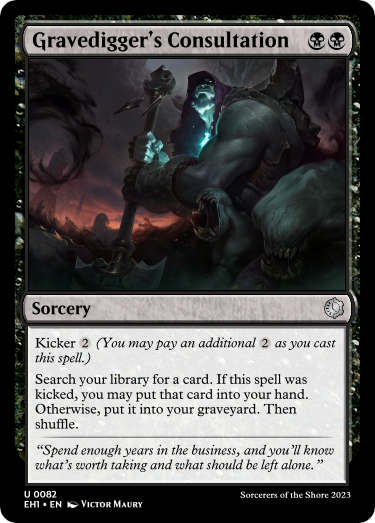 Gravedigger's Consultation
Sorcery
Kicker 2 (You may pay an additional 2 as you cast
this spell.)
Search your library for a card. If this spell was
kicked, you may put that card into your hand.
Otherwise, put it into your graveyard. Then
shuffle.
“Spend enough years in the business, and you’ll know
what’s worth taking and what should be left alone.”
U 0082
EH1 • EN VICTOR MAURY
Sorcerers of the Shore 2023